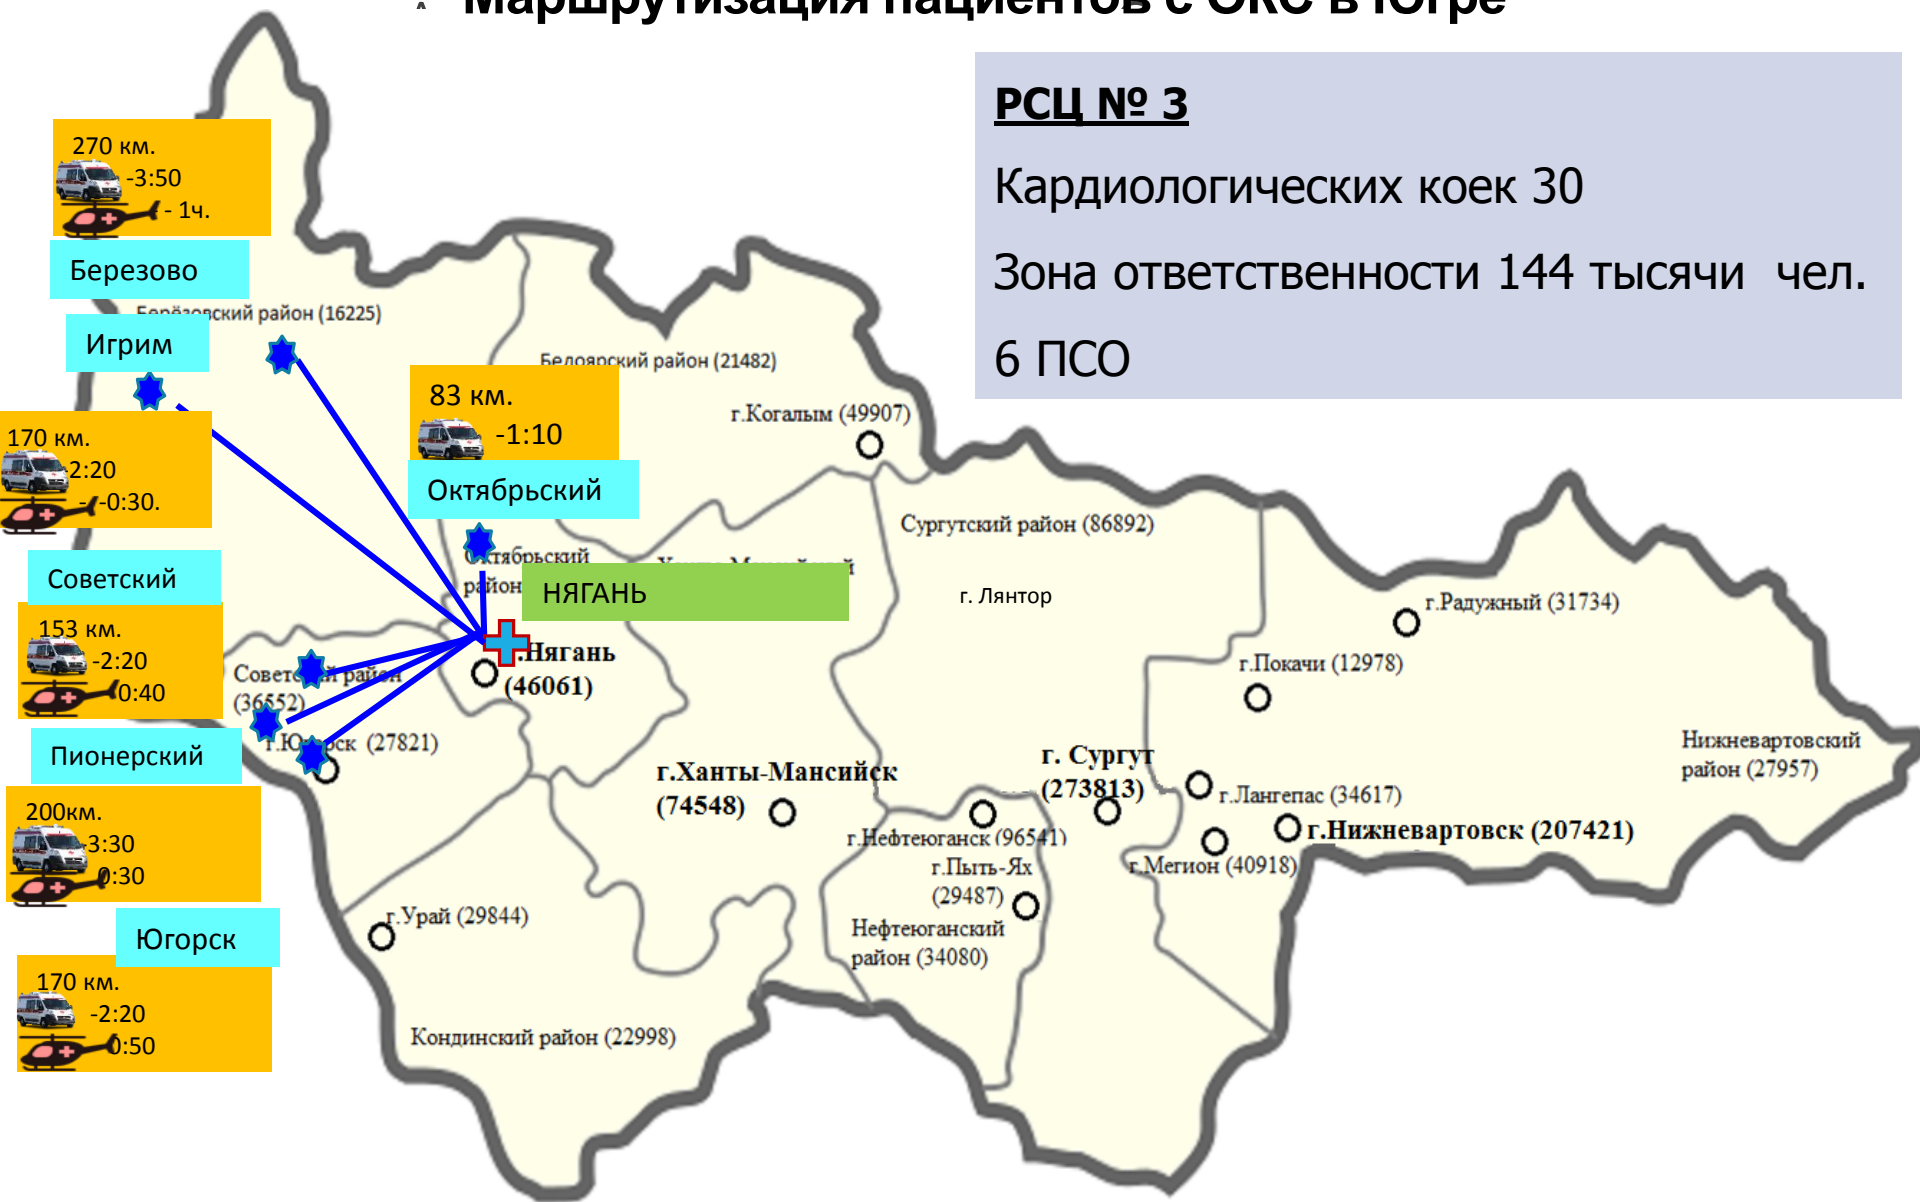 Маршрутизация пациентов с ОКС в Югре
РСЦ № 3
Кардиологических коек 30
Зона ответственности 144 тысячи чел.
6 ПСО
270 км.
-3:50
- 1ч.
Березово
Берёзовский район (16225)
Игрим
Белоярский район (21482)
83 км.
-1:10
Октябрьский
г.Когалым (49907)
170 км.
-2:20
-0:30.
Октябрьский
район
Сургутский район (86892)
Советский
НЯГАНЬ
г. Лянтор
г.Радужный (31734)
153 км.
-2:20
0:40
г.Нягань
(46061)
Советский район
(36552)
г.Покачи (12978)
Пионерский
г.Югорск (27821)
г.Ханты-Мансийск
(74548)
г. Сургут
(273813)
Нижневартовский
район (27957)
200км.
-3:30
0:30
г.Лангепас (34617)
г.Нефтеюганск (96541)
г.Нижневартовск (207421)
г.Пыть-Ях
(29487)
г.Мегион (40918)
Югорск
г.Урай (29844)
Нефтеюганский
район (34080)
170 км.
-2:20
0:50
Кондинский район (22998)